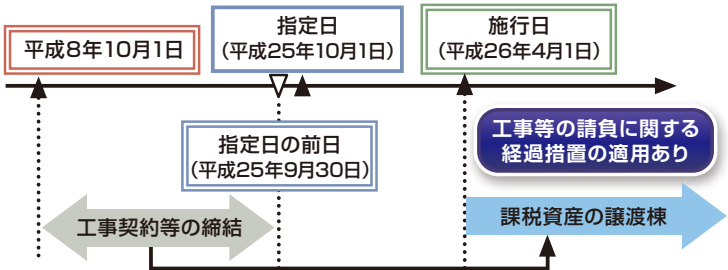 平成8年10月1日
指定日
(平成25年10月1日)
施行日
(平成26年4月1日)
指定日の前日
(平成25年9月30日)
工事等の請負に関する
経過措置の適用あり
工事契約等の締結
課税資産の譲渡棟